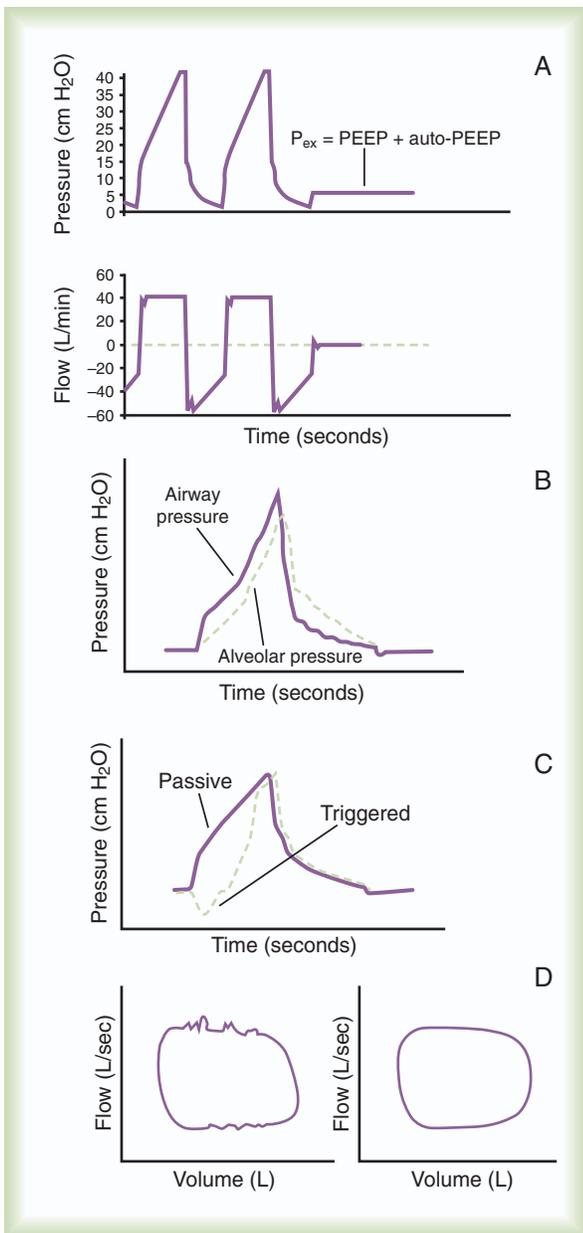 A
Pressure (cm H₂O)
40
35
30
25
20
15
10
5
0
Pₑₓ = PEEP + auto-PEEP
Flow (L/min)
60
40
20
0
–20
–40
–60
Time (seconds)
B
Pressure (cm H₂O)
Airway
pressure
Alveolar pressure
Time (seconds)
C
Pressure (cm H₂O)
Passive
Triggered
Time (seconds)
D
Flow (L/sec)
Volume (L)
Flow (L/sec)
Volume (L)